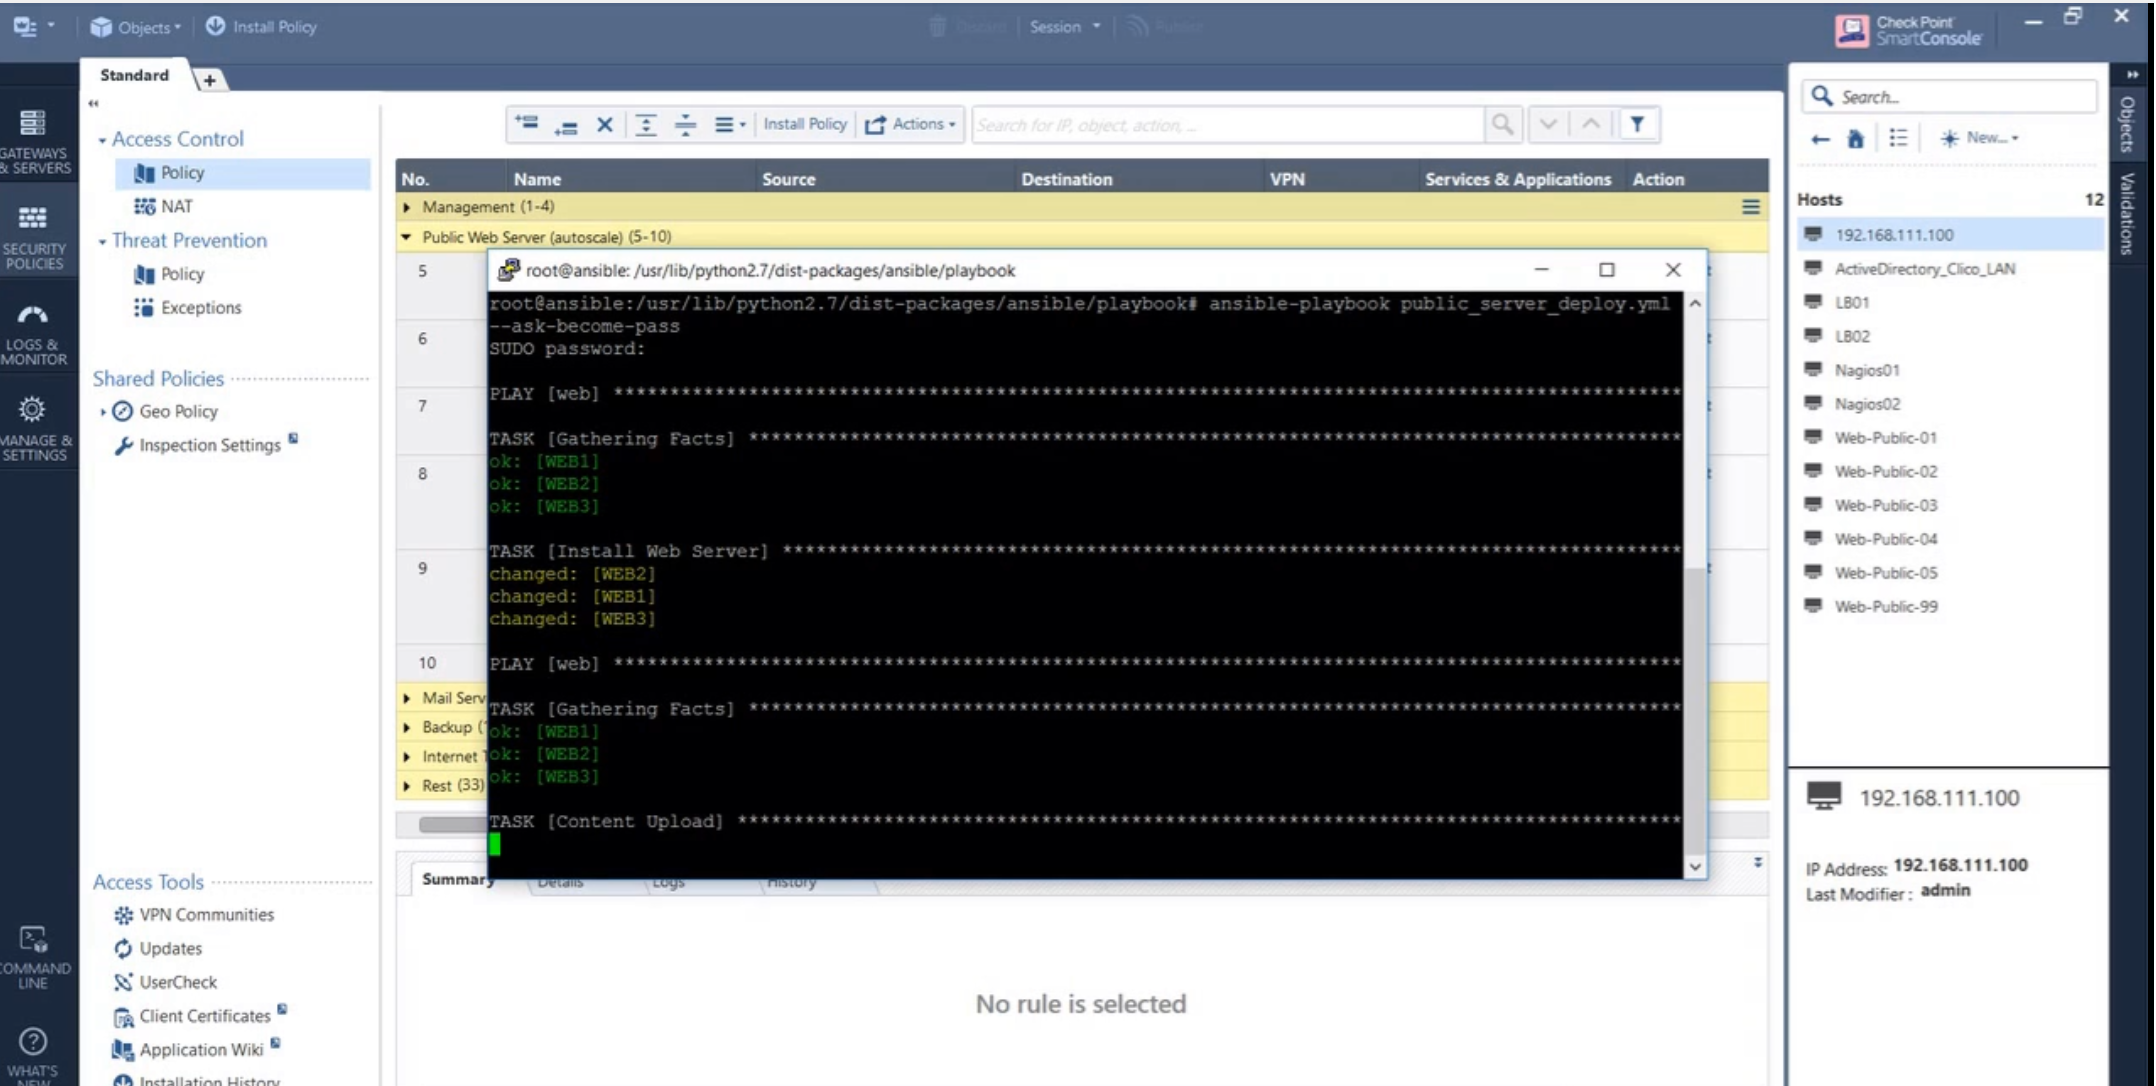 Objects
Install Policy
Discard
Session
Publish
Check Point
SmartConsole
Standard
GATEWAYS
& SERVERS
SECURITY
POLICIES
LOGS &
MONITOR
MANAGE &
SETTINGS
COMMAND
LINE
WHAT'S
NEW
Access Control
Policy
NAT
Threat Prevention
Policy
Exceptions
Shared Policies
Geo Policy
Inspection Settings
Access Tools
VPN Communities
Updates
UserCheck
Client Certificates
Application Wiki
Installation History
Install Policy
Actions
Search for IP, object, action, ...
No. Name Source Destination VPN Services & Applications Action
Management (1-4)
Public Web Server (autoscale) (5-10)
5
6
7
8
9
10
Mail Serv
Backup (
Internet
Rest (33)
root@ansible: /usr/lib/python2.7/dist-packages/ansible/playbook
root@ansible:/usr/lib/python2.7/dist-packages/ansible/playbook# ansible-playbook public_server_deploy.yml
--ask-become-pass
SUDO password:
PLAY [web] ***********************************************************************************************
TASK [Gathering Facts] ***********************************************************************************
ok: [WEB1]
ok: [WEB2]
ok: [WEB3]
TASK [Install Web Server] ********************************************************************************
changed: [WEB2]
changed: [WEB1]
changed: [WEB3]
PLAY [web] ***********************************************************************************************
TASK [Gathering Facts] ***********************************************************************************
ok: [WEB1]
ok: [WEB2]
ok: [WEB3]
TASK [Content Upload] ************************************************************************************
Summary Details Logs History
No rule is selected
Search...
New...
Hosts 12
192.168.111.100
ActiveDirectory_Clico_LAN
LB01
LB02
Nagios01
Nagios02
Web-Public-01
Web-Public-02
Web-Public-03
Web-Public-04
Web-Public-05
Web-Public-99
192.168.111.100
IP Address: 192.168.111.100
Last Modifier : admin
Objects
Validations